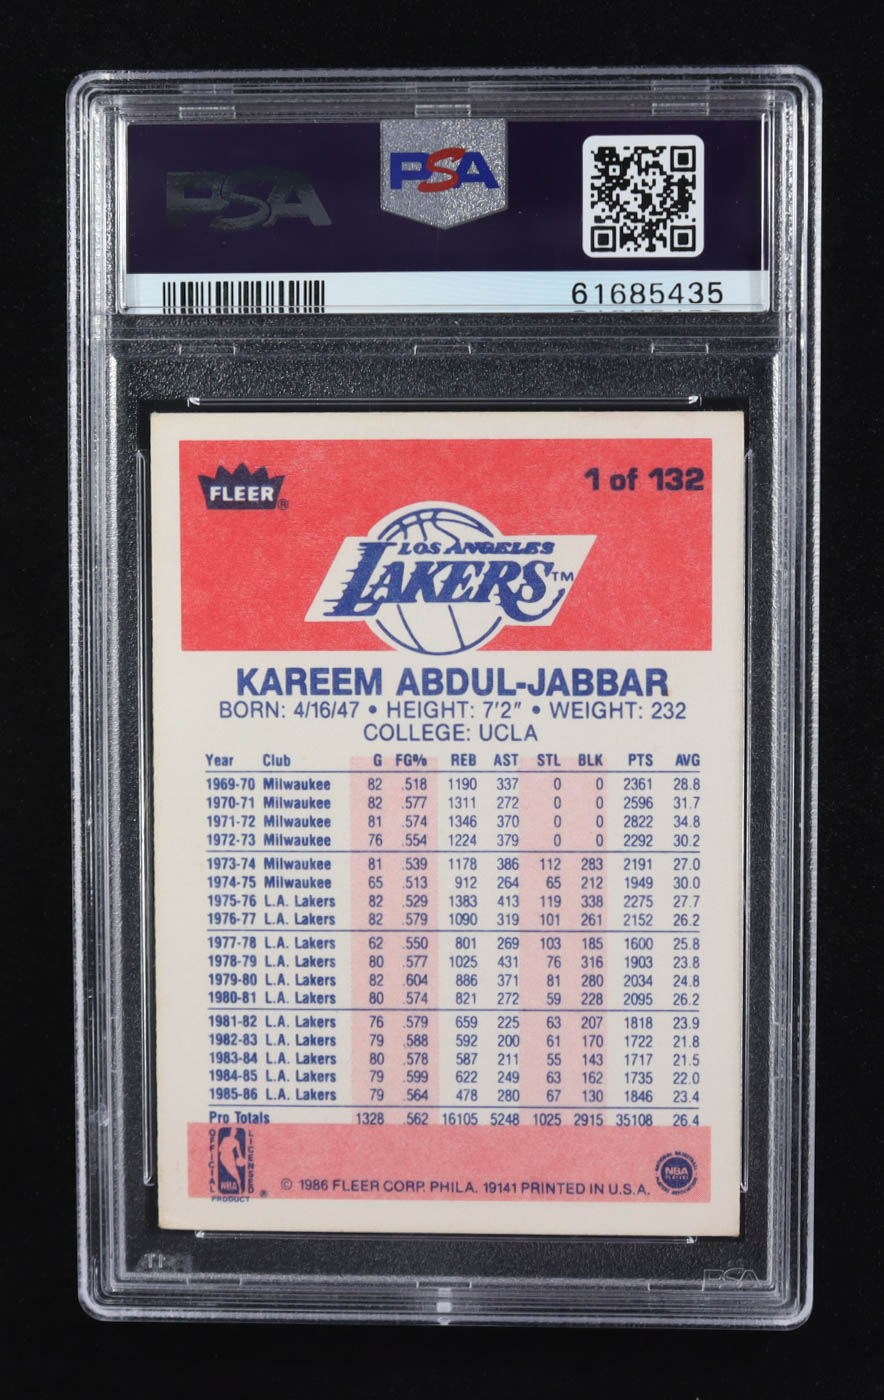 PSA
PSA
61685435
FLEER®
1 of 132
LOS ANGELES
LAKERS™
KAREEM ABDUL-JABBAR
BORN: 4/16/47 • HEIGHT: 7'2" • WEIGHT: 232
COLLEGE: UCLA
Year Club G FG% REB AST STL BLK PTS AVG
1969-70 Milwaukee 82 .518 1190 337 0 0 2361 28.8
1970-71 Milwaukee 82 .577 1311 272 0 0 2596 31.7
1971-72 Milwaukee 81 .574 1346 370 0 0 2822 34.8
1972-73 Milwaukee 76 .554 1224 379 0 0 2292 30.2
1973-74 Milwaukee 81 .539 1178 386 112 283 2191 27.0
1974-75 Milwaukee 65 .513 912 264 65 212 1949 30.0
1975-76 L.A. Lakers 82 .529 1383 413 119 338 2275 27.7
1976-77 L.A. Lakers 82 .579 1090 319 101 261 2152 26.2
1977-78 L.A. Lakers 62 .550 801 269 103 185 1600 25.8
1978-79 L.A. Lakers 80 .577 1025 431 76 316 1903 23.8
1979-80 L.A. Lakers 82 .604 886 371 81 280 2034 24.8
1980-81 L.A. Lakers 80 .574 821 272 59 228 2095 26.2
1981-82 L.A. Lakers 76 .579 659 225 63 207 1818 23.9
1982-83 L.A. Lakers 79 .588 592 200 61 170 1722 21.8
1983-84 L.A. Lakers 80 .578 587 211 55 143 1717 21.5
1984-85 L.A. Lakers 79 .599 622 249 63 162 1735 22.0
1985-86 L.A. Lakers 79 .564 478 280 67 130 1846 23.4
Pro Totals 1328 .562 16105 5248 1025 2915 35108 26.4
OFFICIAL NBA LICENSED ®
PRODUCT
© 1986 FLEER CORP. PHILA. 19141 PRINTED IN U.S.A.
NATIONAL BASKETBALL
NBA
PLAYERS
ASSOCIATION
PSA
PSA